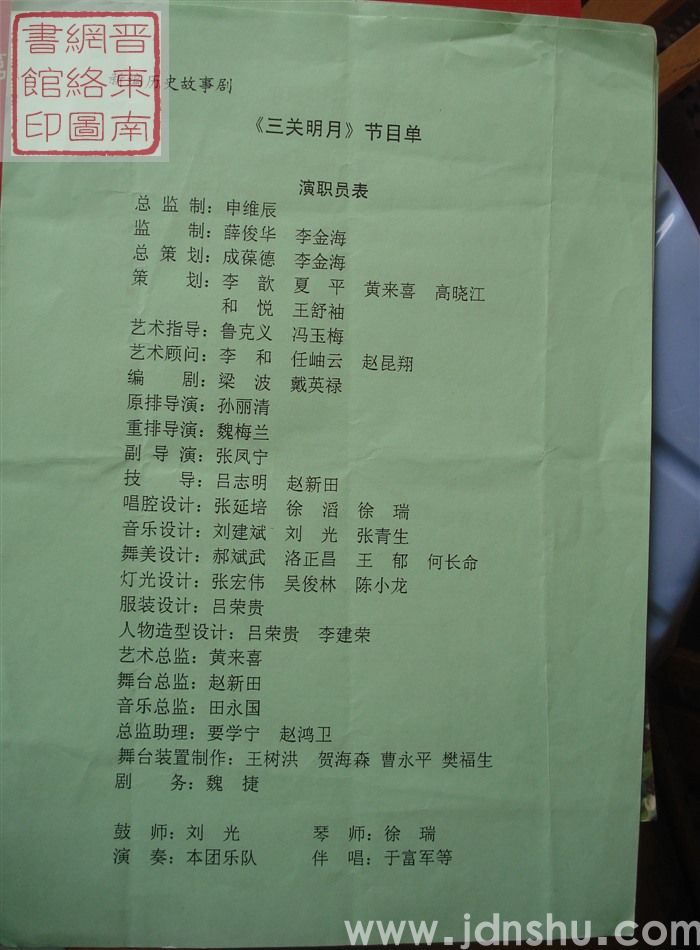 晋东南
網絡圖
書館印
新编历史故事剧
《三关明月》节目单
演职员表
总监制：申维辰
监　制：薛俊华　李金海
总策划：成葆德　李金海
策　划：李　歆　夏　平　黄来喜　高晓江
和　悦　王舒袖
艺术指导：鲁克义　冯玉梅
艺术顾问：李　和　任岫云　赵昆翔
编　剧：梁　波　戴英禄
原排导演：孙丽清
重排导演：魏梅兰
副导演：张凤宁
技　导：吕志明　赵新田
唱腔设计：张延培　徐　滔　徐　瑞
音乐设计：刘建斌　刘　光　张青生
舞美设计：郝斌武　洛正昌　王　郁　何长命
灯光设计：张宏伟　吴俊林　陈小龙
服装设计：吕荣贵
人物造型设计：吕荣贵　李建荣
艺术总监：黄来喜
舞台总监：赵新田
音乐总监：田永国
总监助理：要学宁　赵鸿卫
舞台装置制作：王树洪　贺海森　曹永平　樊福生
剧　务：魏　捷
鼓　师：刘　光　琴　师：徐　瑞
演　奏：本团乐队　伴　唱：于富军等
www.jdnshu.com